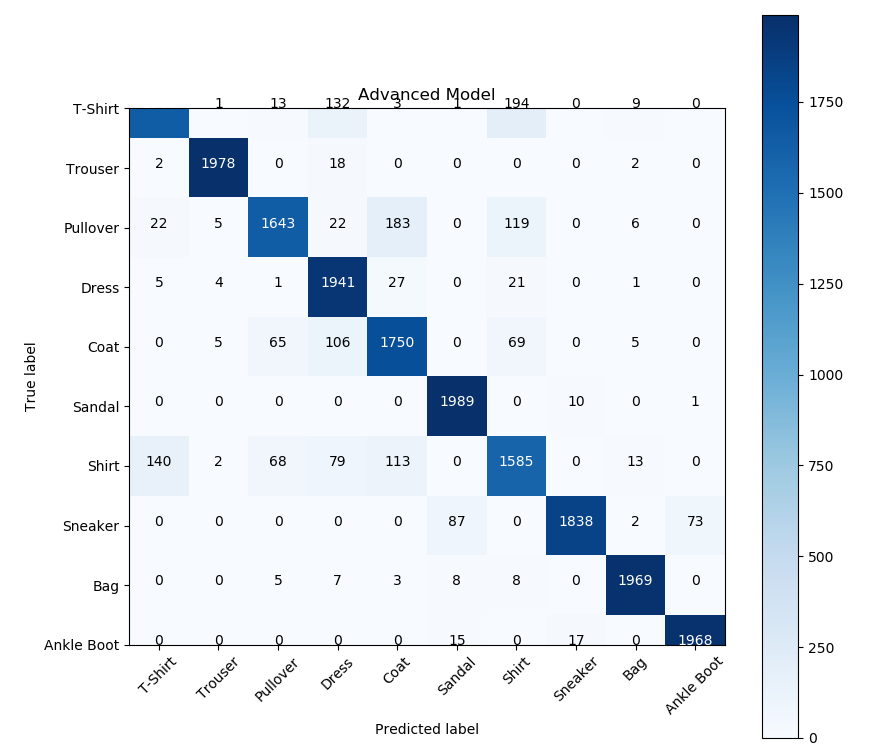 Advanced Model
T-Shirt 1 13 132 3 1 194 0 9 0
Trouser 2 1978 0 18 0 0 0 0 2 0
Pullover 22 5 1643 22 183 0 119 0 6 0
Dress 5 4 1 1941 27 0 21 0 1 0
Coat 0 5 65 106 1750 0 69 0 5 0
Sandal 0 0 0 0 0 1989 0 10 0 1
Shirt 140 2 68 79 113 0 1585 0 13 0
Sneaker 0 0 0 0 0 87 0 1838 2 73
Bag 0 0 5 7 3 8 8 0 1969 0
Ankle Boot 0 0 0 0 0 15 0 17 0 1968
T-Shirt Trouser Pullover Dress Coat Sandal Shirt Sneaker Bag Ankle Boot
Predicted label
True label
1750
1500
1250
1000
750
500
250
0